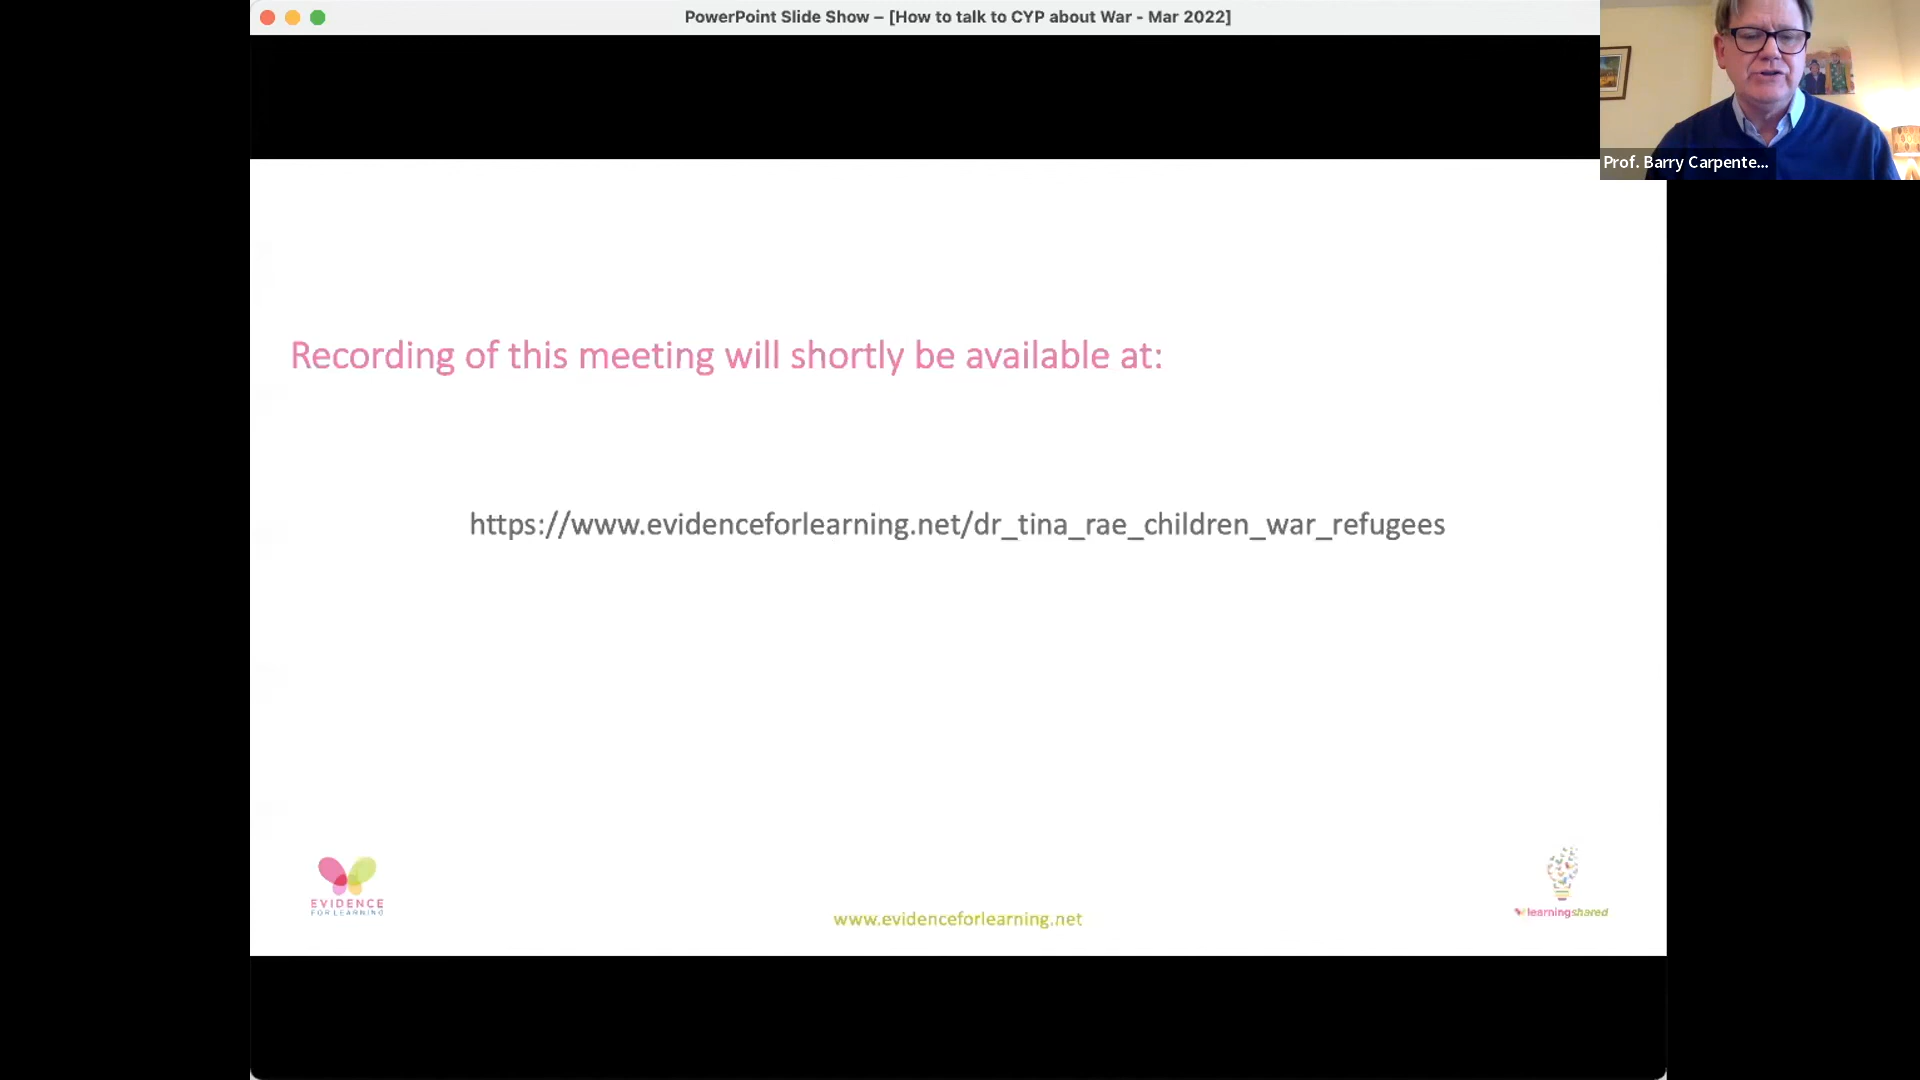 PowerPoint Slide Show – [How to talk to CYP about War - Mar 2022]
Prof. Barry Carpente...
Recording of this meeting will shortly be available at:
https://www.evidenceforlearning.net/dr_tina_rae_children_war_refugees
EVIDENCE
FOR LEARNING
www.evidenceforlearning.net
learningshared